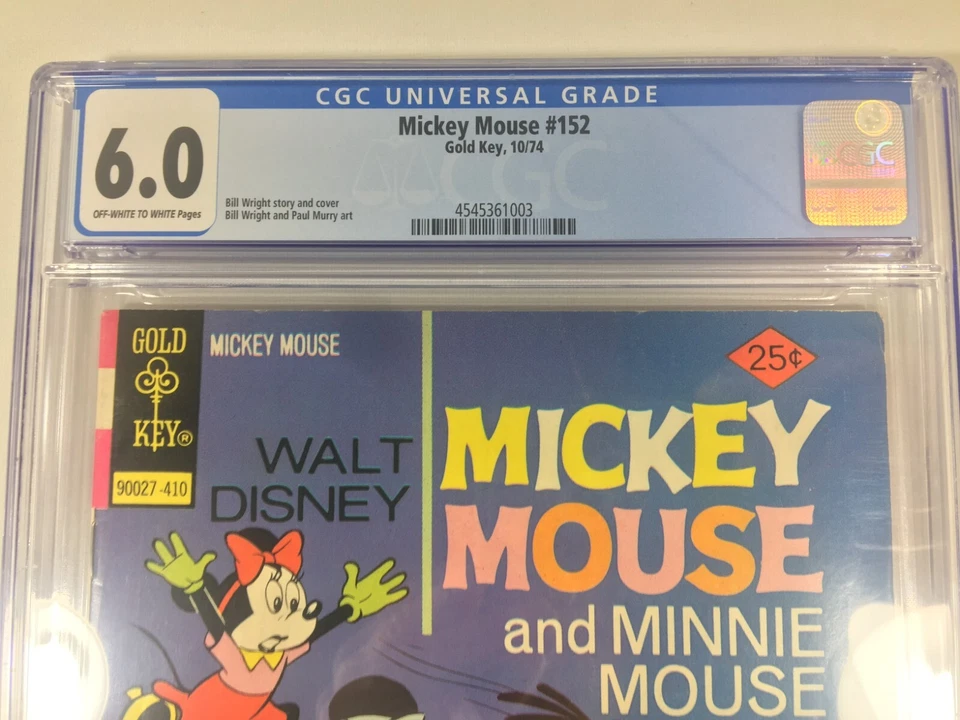 CGC UNIVERSAL GRADE
6.0
OFF-WHITE TO WHITE Pages
Mickey Mouse #152
Gold Key, 10/74
CGC
Bill Wright story and cover
Bill Wright and Paul Murry art
4545361003
CGC
GOLD
KEY®
90027-410
MICKEY MOUSE
25¢
WALT
DISNEY
MICKEY
MOUSE
and MINNIE
MOUSE